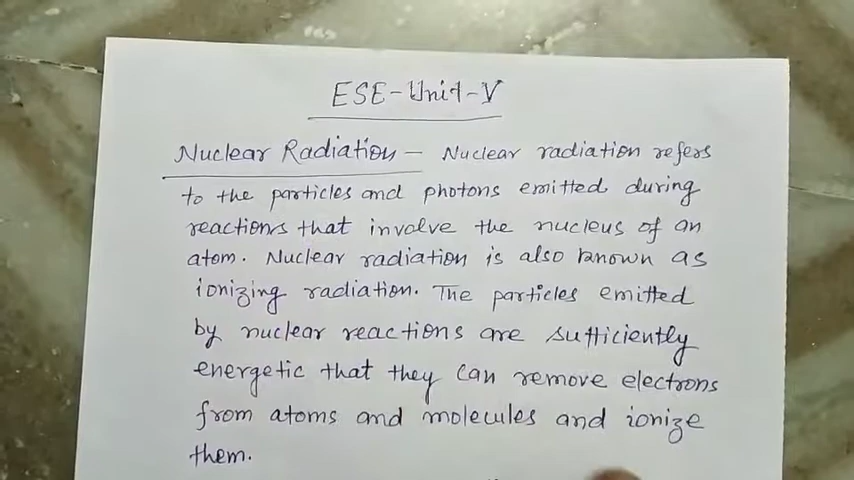 ESE-Unit-V
Nuclear Radiation - Nuclear radiation refers
to the particles and photons emitted during
reactions that involve the nucleus of an
atom. Nuclear radiation is also known as
ionizing radiation. The particles emitted
by nuclear reactions are sufficiently
energetic that they can remove electrons
from atoms and molecules and ionize
them.